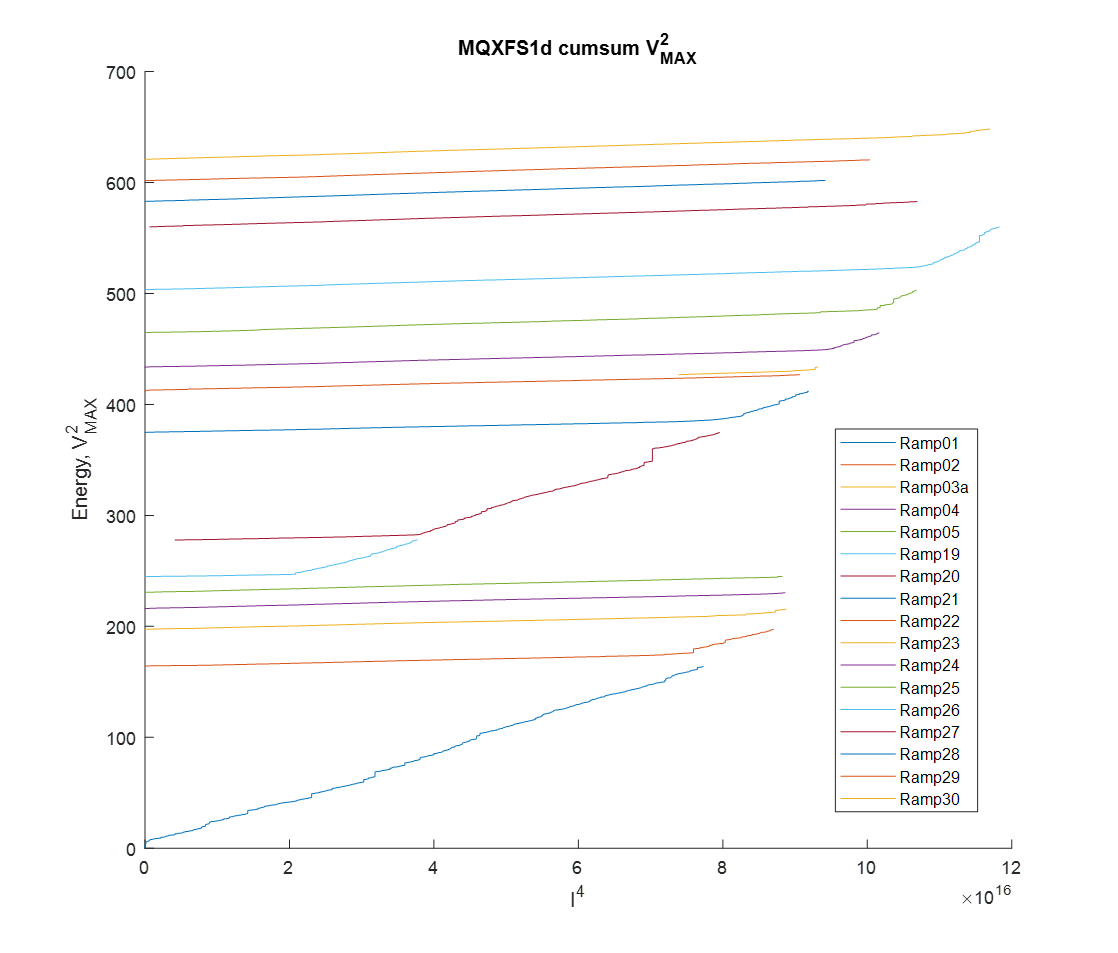 MQXFS1d cumsum V²MAX
700
600
500
400
300
200
100
0
Energy, V²MAX
0 2 4 6 8 10 12
I⁴
×10¹⁶
Ramp01
Ramp02
Ramp03a
Ramp04
Ramp05
Ramp19
Ramp20
Ramp21
Ramp22
Ramp23
Ramp24
Ramp25
Ramp26
Ramp27
Ramp28
Ramp29
Ramp30